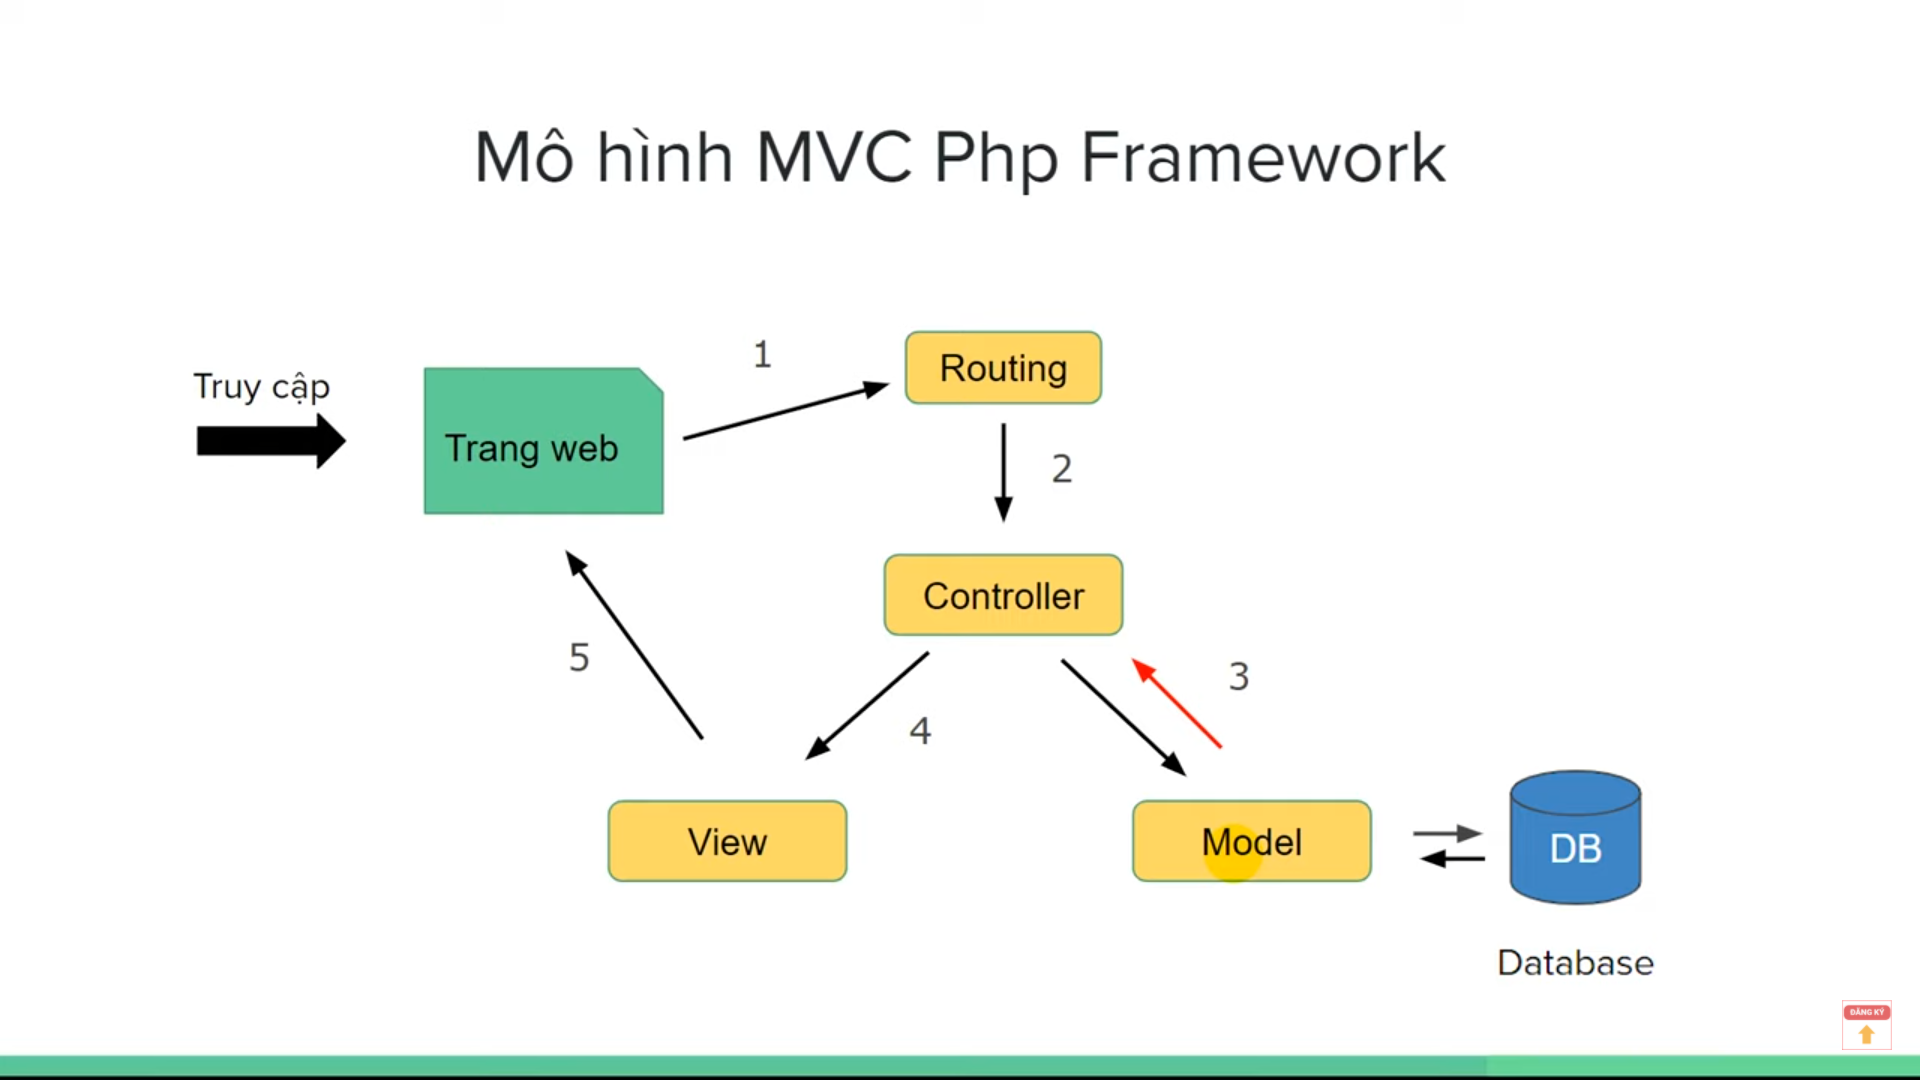 Mô hình MVC Php Framework
Truy cập
Trang web
1
Routing
2
Controller
3
4
5
View
Model
DB
Database
ĐĂNG KÝ